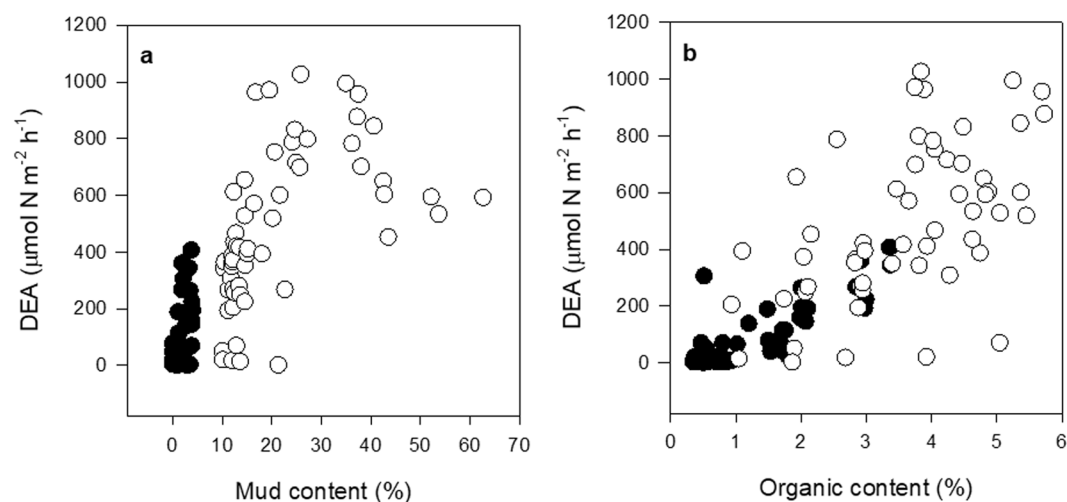 a
1200
1000
800
600
400
200
0
DEA (μmol N m⁻² h⁻¹)
0 10 20 30 40 50 60 70
Mud content (%)
b
1200
1000
800
600
400
200
0
DEA (μmol N m⁻² h⁻¹)
0 1 2 3 4 5 6
Organic content (%)